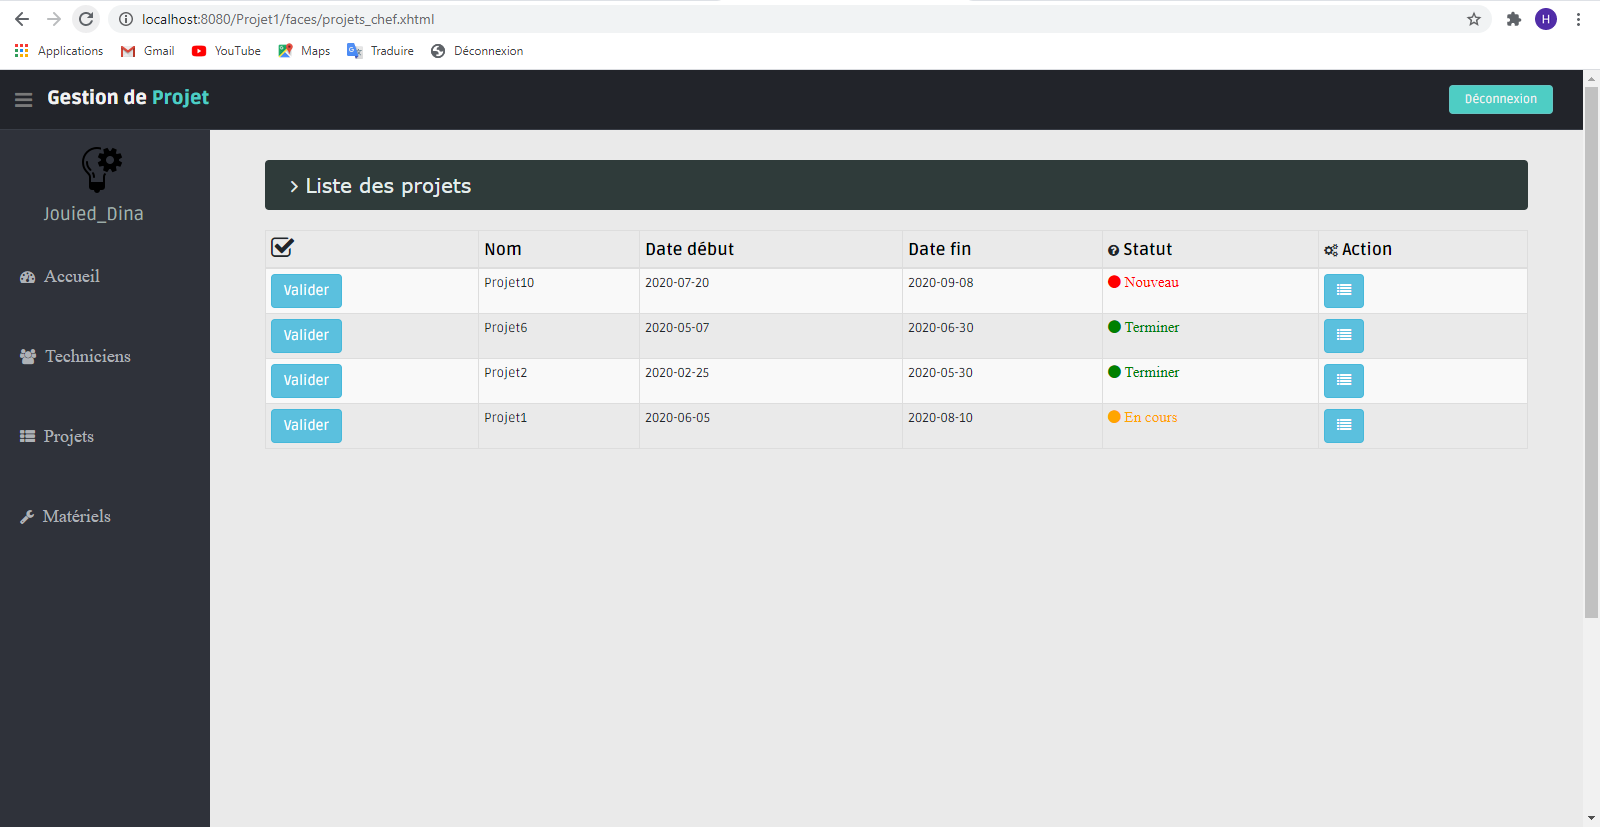 localhost:8080/Projet1/faces/projets_chef.xhtml
H
Applications Gmail YouTube Maps Traduire Déconnexion
Gestion de Projet
Déconnexion
Jouied_Dina
Accueil
Techniciens
Projets
Matériels
Liste des projets
Nom Date début Date fin Statut Action
Valider Projet10 2020-07-20 2020-09-08 Nouveau
Valider Projet6 2020-05-07 2020-06-30 Terminer
Valider Projet2 2020-02-25 2020-05-30 Terminer
Valider Projet1 2020-06-05 2020-08-10 En cours